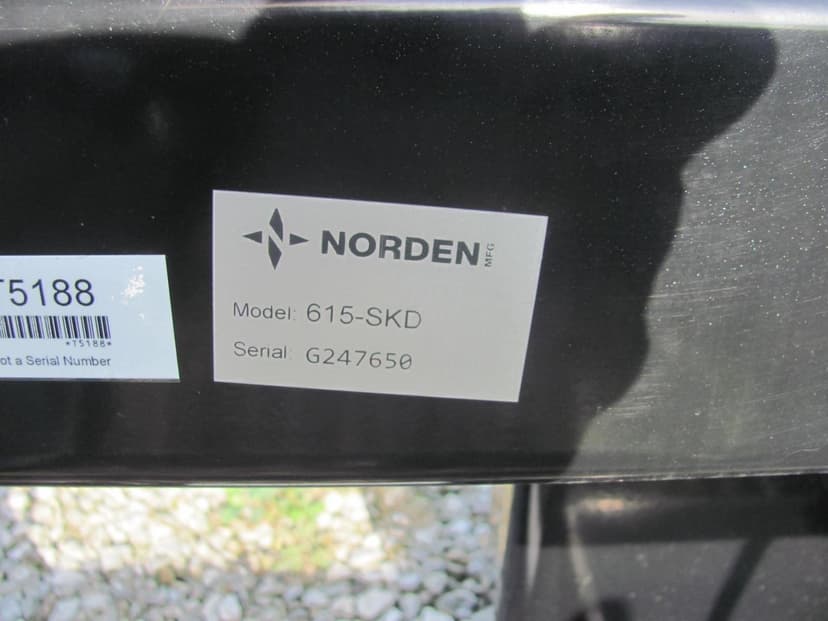 T5188
*T5188*
ot a Serial Number
NORDEN MFG
Model: 615-SKD
Serial: G247650